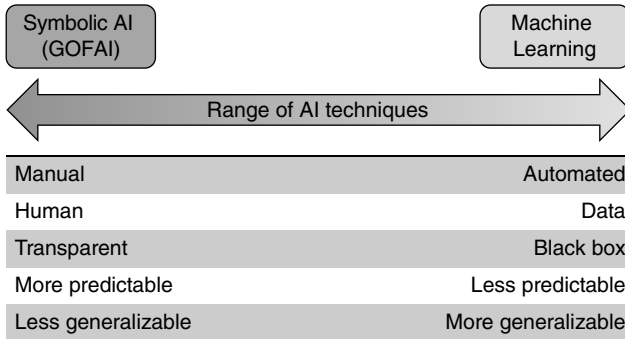 Symbolic AI
(GOFAI)
Machine
Learning
Range of AI techniques
Manual Automated
Human Data
Transparent Black box
More predictable Less predictable
Less generalizable More generalizable